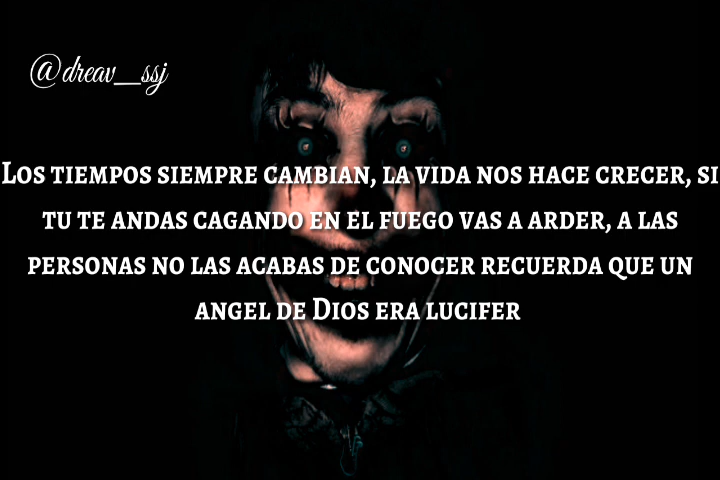 @dreav_ssj
Los tiempos siempre cambian, la vida nos hace crecer, si
tu te andas cagando en el fuego vas a arder, a las
personas no las acabas de conocer recuerda que un
angel de Dios era lucifer